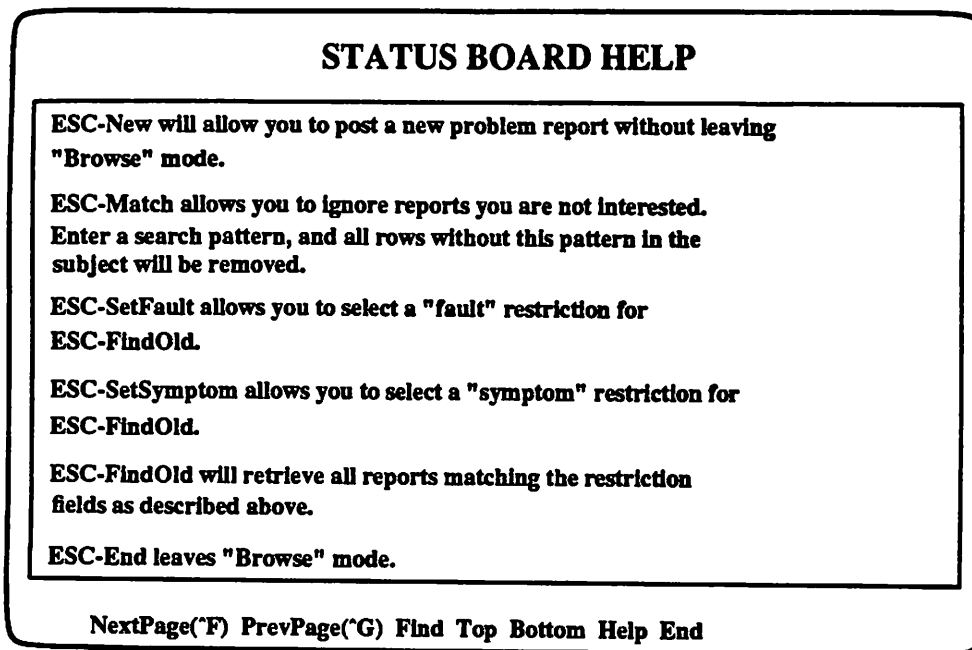 STATUS BOARD HELP
ESC-New will allow you to post a new problem report without leaving
"Browse" mode.
ESC-Match allows you to ignore reports you are not interested.
Enter a search pattern, and all rows without this pattern in the
subject will be removed.
ESC-SetFault allows you to select a "fault" restriction for
ESC-FindOld.
ESC-SetSymptom allows you to select a "symptom" restriction for
ESC-FindOld.
ESC-FindOld will retrieve all reports matching the restriction
fields as described above.
ESC-End leaves "Browse" mode.
NextPage(^F) PrevPage(^G) Find Top Bottom Help End